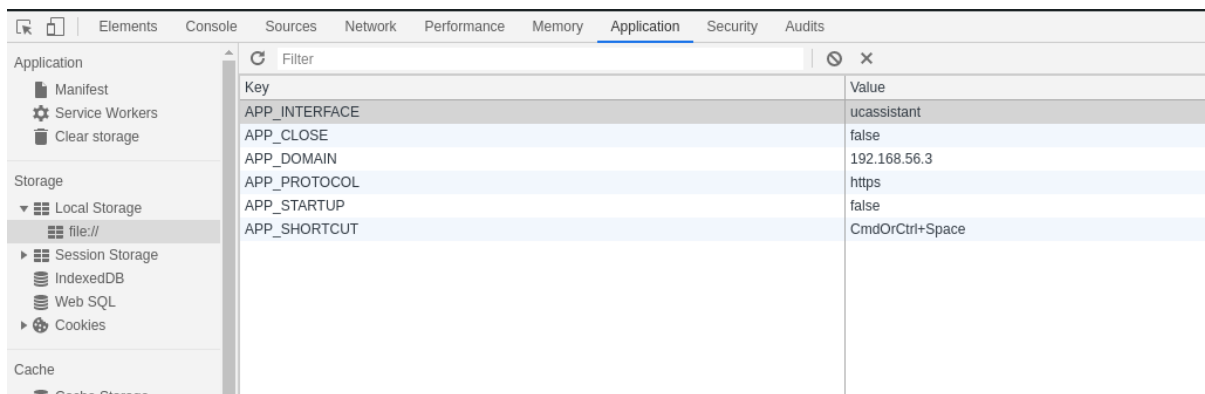 Elements Console Sources Network Performance Memory Application Security Audits
Application
Manifest
Service Workers
Clear storage
Storage
Local Storage
file://
Session Storage
IndexedDB
Web SQL
Cookies
Cache
Cache Storage
Filter
Key Value
APP_INTERFACE ucassistant
APP_CLOSE false
APP_DOMAIN 192.168.56.3
APP_PROTOCOL https
APP_STARTUP false
APP_SHORTCUT CmdOrCtrl+Space